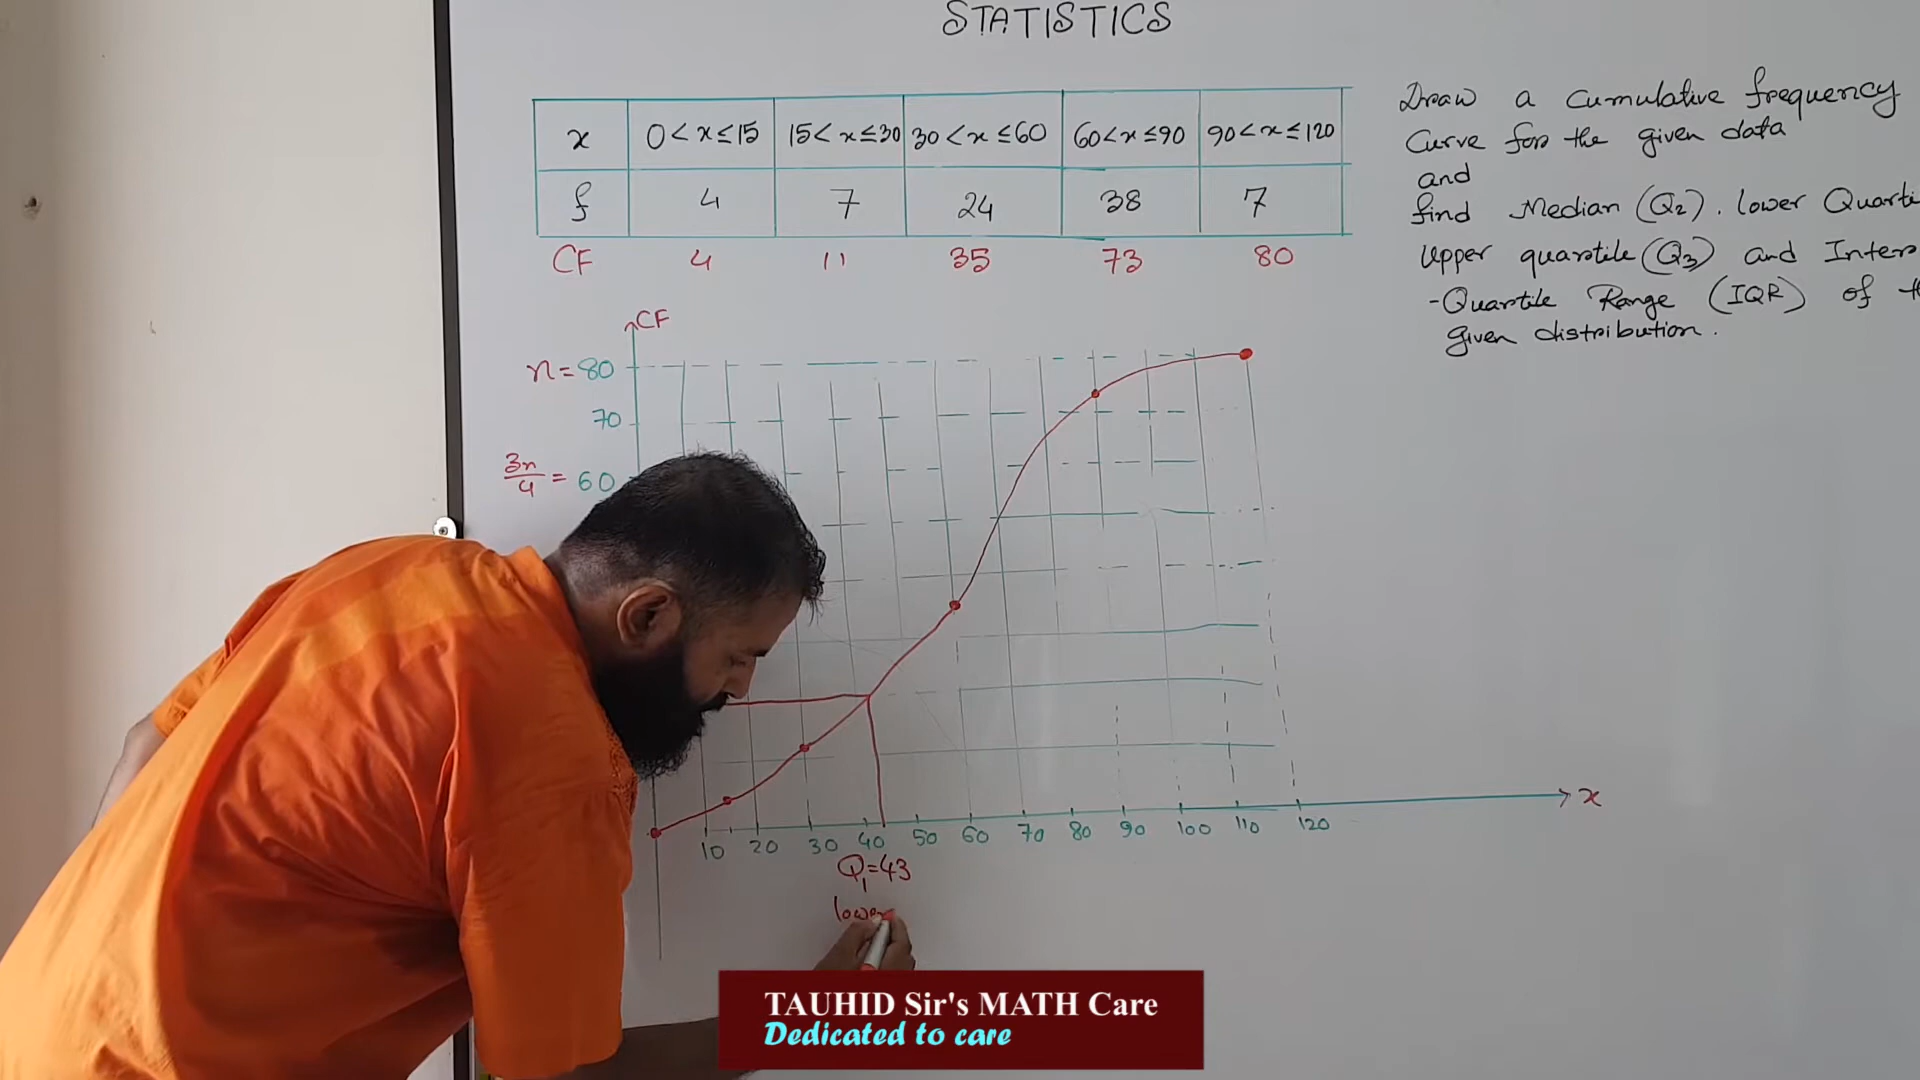 STATISTICS
x 0<x≤15 15<x≤30 30<x≤60 60<x≤90 90<x≤120
f 4 7 24 38 7
CF 4 11 35 73 80
Draw a cumulative frequency
Curve for the given data
and
find Median (Q₂). lower Quarti
Upper quartile (Q₃) and Inter
-Quartile Range (IQR) of
given distribution.
CF
n = 80
70
3n/4 = 60
x
10 20 30 40 50 60 70 80 90 100 110 120
Q₁=43
lower
TAUHID Sir's MATH Care
Dedicated to care